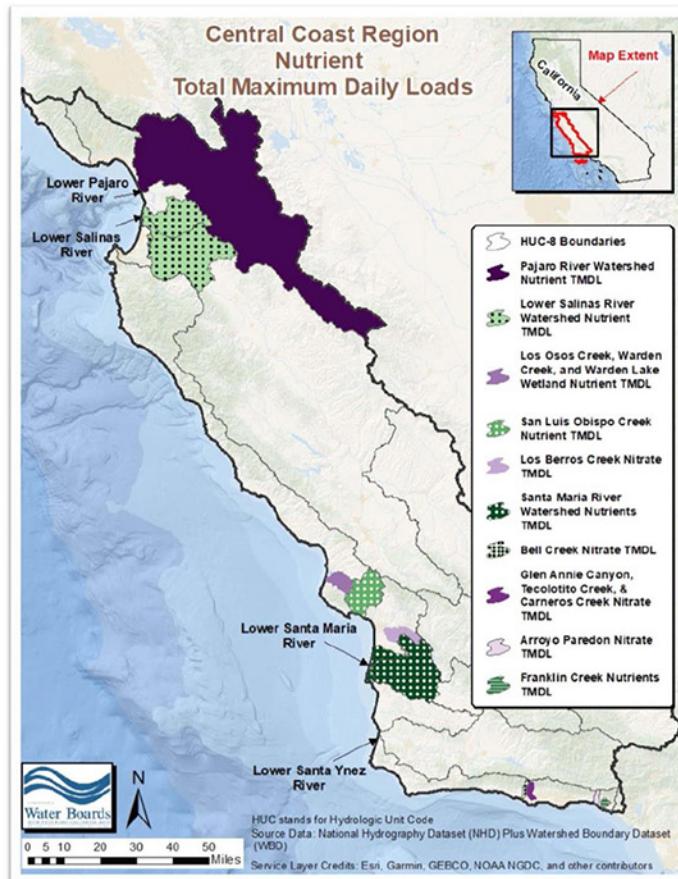 Central Coast Region
Nutrient
Total Maximum Daily Loads
California
Map Extent
Lower Pajaro
River
Lower Salinas
River
HUC-8 Boundaries
Pajaro River Watershed
Nutrient TMDL
Lower Salinas River
Watershed Nutrient
TMDL
Los Osos Creek, Warden
Creek, and Warden Lake
Wetland Nutrient TMDL
San Luis Obispo Creek
Nutrient TMDL
Los Berros Creek Nitrate
TMDL
Santa Maria River
Watershed Nutrients
TMDL
Bell Creek Nitrate TMDL
Glen Annie Canyon,
Tecolotito Creek, &
Carneros Creek Nitrate
TMDL
Arroyo Paredon Nitrate
TMDL
Franklin Creek Nutrients
TMDL
Lower Santa Maria
River
Lower Santa Ynez
River
Water Boards
N
0 5 10 20 30 40 50
Miles
HUC stands for Hydrologic Unit Code
Source Data: National Hydrography Dataset (NHD) Plus Watershed Boundary Dataset
(WBD)
Service Layer Credits: Esri, Garmin, GEBCO, NOAA NGDC, and other contributors